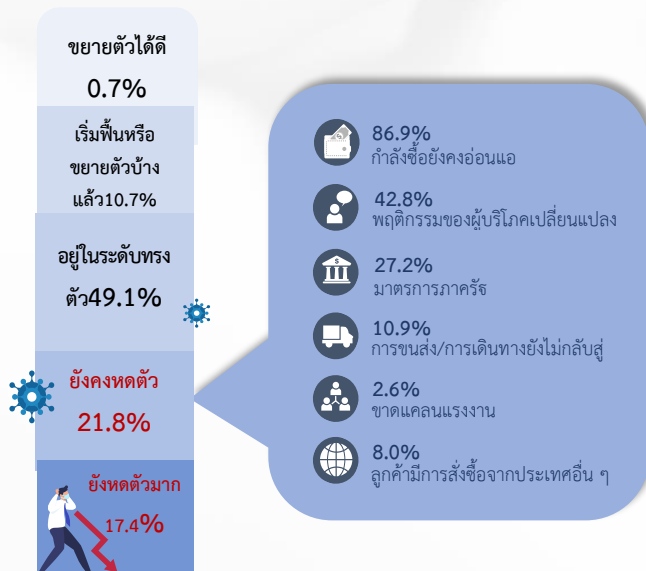 ขยายตัวได้ดี
0.7%
เริ่มฟื้นหรือ
ขยายตัวบ้าง
แล้ว10.7%
อยู่ในระดับทรง
ตัว49.1%
ยังคงหดตัว
21.8%
ยังหดตัวมาก
17.4%
86.9%
กำลังซื้อยังคงอ่อนแอ
42.8%
พฤติกรรมของผู้บริโภคเปลี่ยนแปลง
27.2%
มาตรการภาครัฐ
10.9%
การขนส่ง/การเดินทางยังไม่กลับสู่
2.6%
ขาดแคลนแรงงาน
8.0%
ลูกค้ามีการสั่งซื้อจากประเทศอื่น ๆ